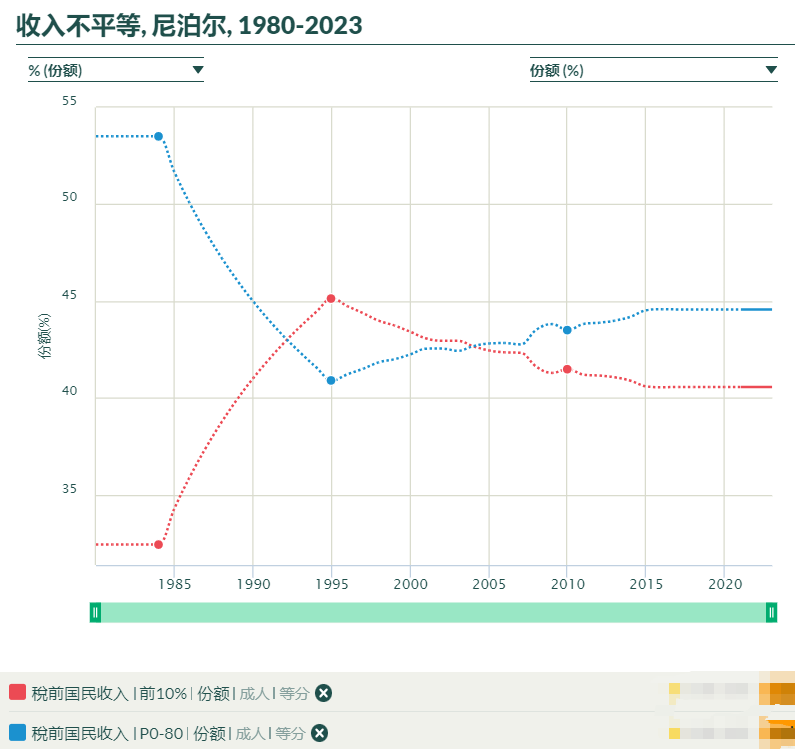 收入不平等, 尼泊尔, 1980-2023
% (份额) 份额 (%)
55
50
45
40
35
份额(%)
1985 1990 1995 2000 2005 2010 2015 2020
税前国民收入 | 前10% | 份额 | 成人 | 等分
税前国民收入 | P0-80 | 份额 | 成人 | 等分